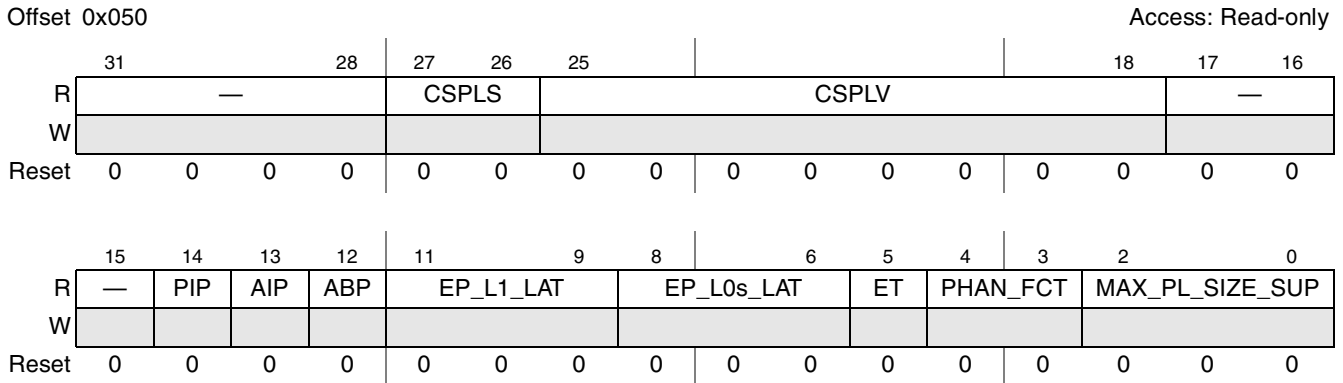 Offset 0x050 Access: Read-only
31 28 27 26 25 18 17 16
R — CSPLS CSPLV —
W
Reset 0 0 0 0 0 0 0 0 0 0 0 0 0 0 0 0
15 14 13 12 11 9 8 6 5 4 3 2 0
R — PIP AIP ABP EP_L1_LAT EP_L0s_LAT ET PHAN_FCT MAX_PL_SIZE_SUP
W
Reset 0 0 0 0 0 0 0 0 0 0 0 0 0 0 0 0